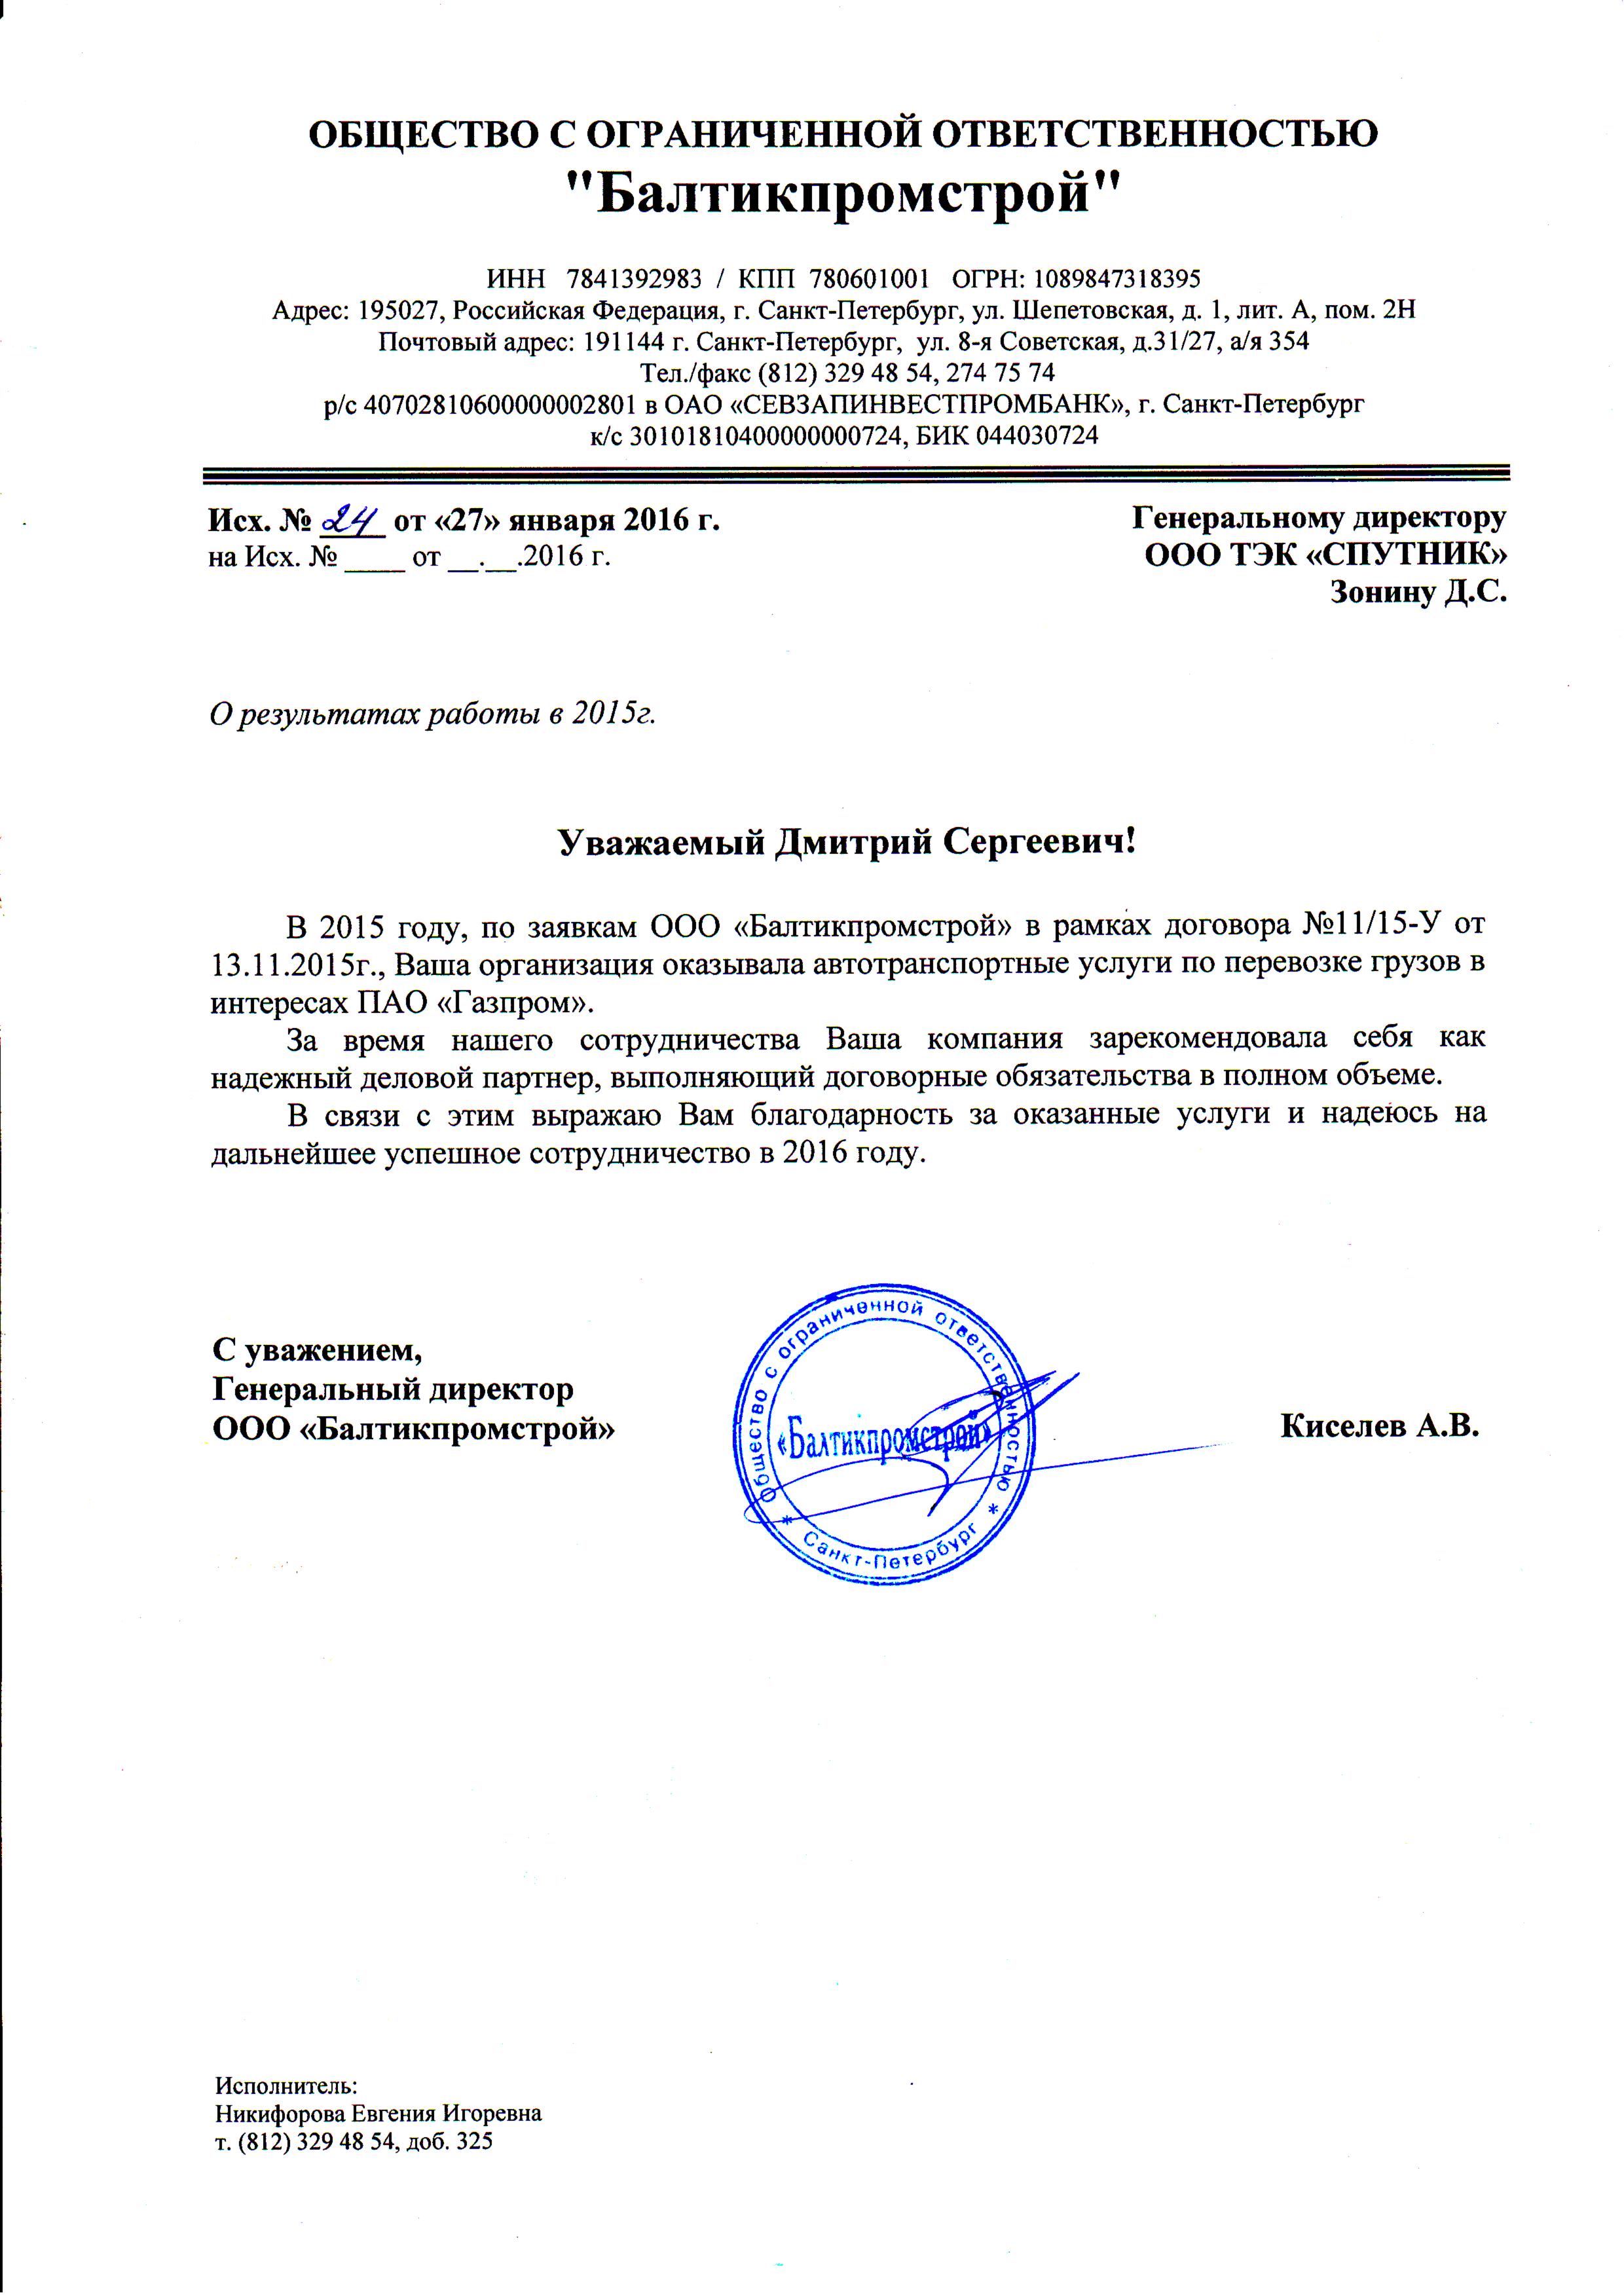 ОБЩЕСТВО С ОГРАНИЧЕННОЙ ОТВЕТСТВЕННОСТЬЮ
"Балтикпромстрой"
ИНН 7841392983 / КПП 780601001 ОГРН: 1089847318395
Адрес: 195027, Российская Федерация, г. Санкт-Петербург, ул. Шепетовская, д. 1, лит. А, пом. 2Н
Почтовый адрес: 191144 г. Санкт-Петербург, ул. 8-я Советская, д.31/27, а/я 354
Тел./факс (812) 329 48 54, 274 75 74
р/с 40702810600000002801 в ОАО «СЕВЗАПИНВЕСТПРОМБАНК», г. Санкт-Петербург
к/с 30101810400000000724, БИК 044030724
Исх. № 24 от «27» января 2016 г.
на Исх. № ____ от __.__.2016 г.
Генеральному директору
ООО ТЭК «СПУТНИК»
Зонину Д.С.
О результатах работы в 2015г.
Уважаемый Дмитрий Сергеевич!
В 2015 году, по заявкам ООО «Балтикпромстрой» в рамках договора №11/15-У от
13.11.2015г., Ваша организация оказывала автотранспортные услуги по перевозке грузов в
интересах ПАО «Газпром».
За время нашего сотрудничества Ваша компания зарекомендовала себя как
надежный деловой партнер, выполняющий договорные обязательства в полном объеме.
В связи с этим выражаю Вам благодарность за оказанные услуги и надеюсь на
дальнейшее успешное сотрудничество в 2016 году.
С уважением,
Генеральный директор
ООО «Балтикпромстрой»
Общество с ограниченной ответственностью
«Балтикпромстрой»
* Санкт-Петербург *
Киселев А.В.
Исполнитель:
Никифорова Евгения Игоревна
т. (812) 329 48 54, доб. 325